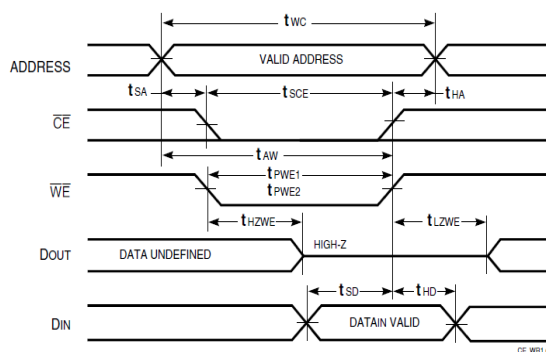 tWC
ADDRESS
VALID ADDRESS
tSA
tSCE
tHA
CE
tAW
WE
tPWE1
tPWE2
tHZWE
tLZWE
DOUT
DATA UNDEFINED
HIGH-Z
tSD
tHD
DIN
DATAIN VALID